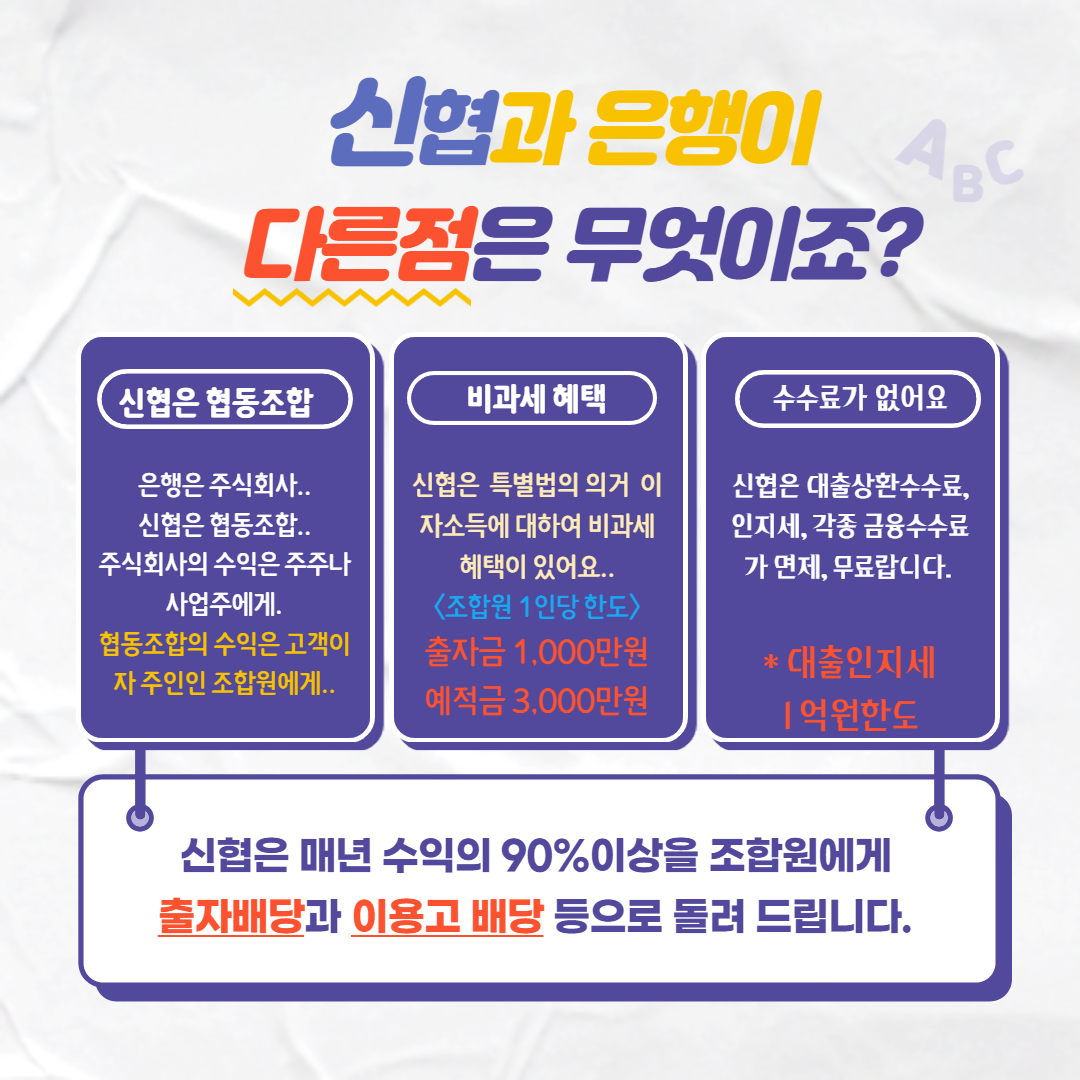 신협과 은행이
ABC
다른점은 무엇이죠?
신협은 협동조합
은행은 주식회사..
신협은 협동조합..
주식회사의 수익은 주주나
사업주에게.
협동조합의 수익은 고객이
자 주인인 조합원에게..
비과세 혜택
신협은 특별법의 의거 이
자소득에 대하여 비과세
혜택이 있어요..
〈조합원 1인당 한도〉
출자금 1,000만원
예적금 3,000만원
수수료가 없어요
신협은 대출상환수수료,
인지세, 각종 금융수수료
가 면제, 무료랍니다.
* 대출인지세
1억원한도
신협은 매년 수익의 90%이상을 조합원에게
출자배당과 이용고 배당 등으로 돌려 드립니다.